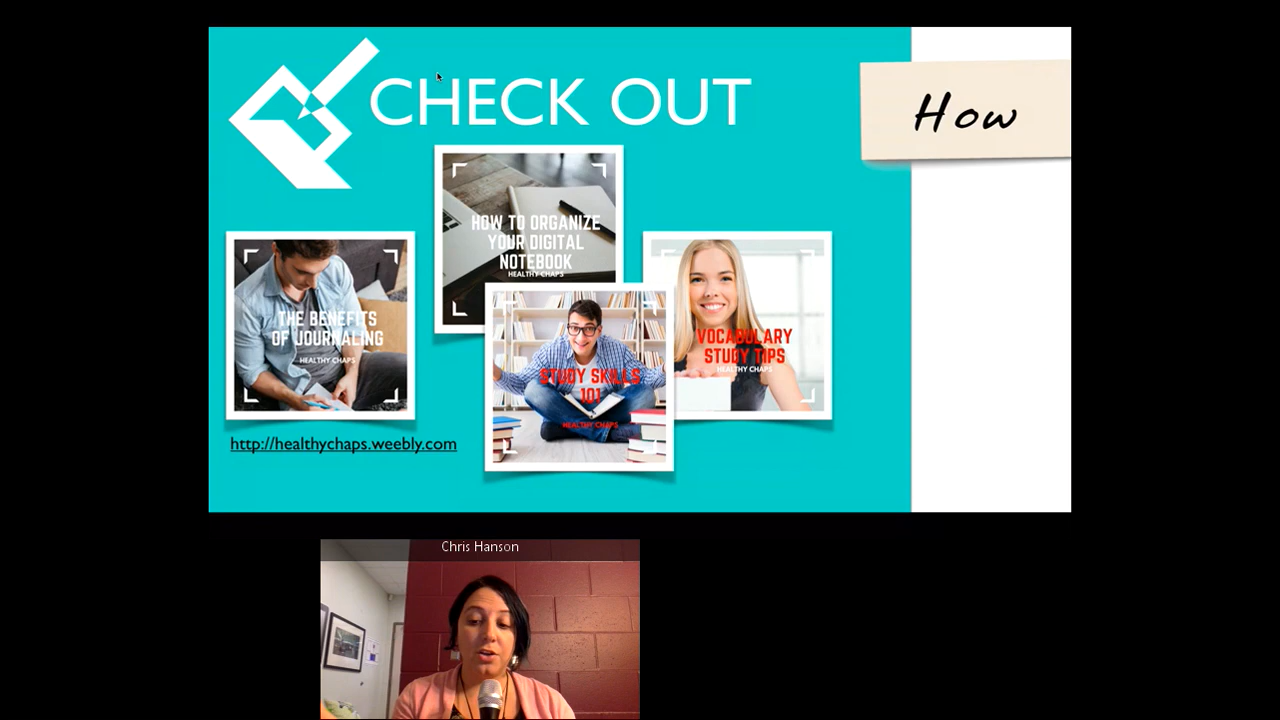 CHECK OUT
How
HOW TO ORGANIZE
YOUR DIGITAL
NOTEBOOK
HEALTHY CHAPS
THE BENEFITS
OF JOURNALING
HEALTHY CHAPS
VOCABULARY
STUDY TIPS
HEALTHY CHAPS
STUDY SKILLS
101
HEALTHY CHAPS
http://healthychaps.weebly.com
Chris Hanson